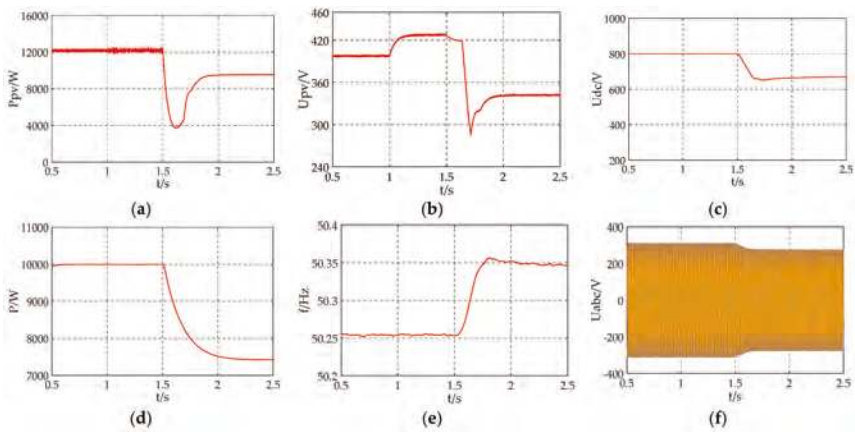 16000
12000
8000
4000
0
Ppv/W
0.5 1 1.5 2 2.5
t/s
(a)
460
420
360
300
240
Upv/V
0.5 1 1.5 2 2.5
t/s
(b)
1000
800
600
400
200
Udc/V
0.5 1 1.5 2 2.5
t/s
(c)
11000
10000
9000
8000
7000
P/W
0.5 1 1.5 2 2.5
t/s
(d)
50.4
50.35
50.3
50.25
50.2
f/Hz
0.5 1 1.5 2 2.5
t/s
(e)
400
200
0
-200
-400
Uabc/V
0.5 1 1.5 2 2.5
t/s
(f)